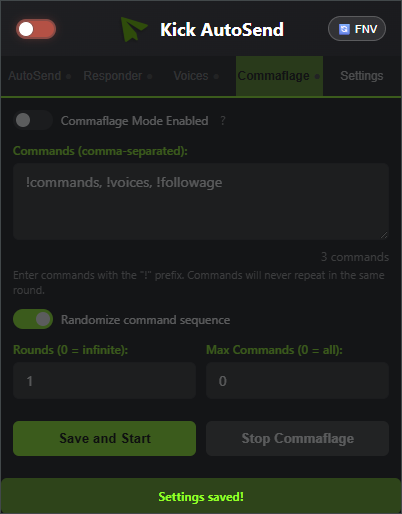 Kick AutoSend
FNV
AutoSend Responder Voices Commaflage Settings
Commaflage Mode Enabled ?
Commands (comma-separated):
!commands, !voices, !followage
3 commands
Enter commands with the "!" prefix. Commands will never repeat in the same
round.
Randomize command sequence
Rounds (0 = infinite): Max Commands (0 = all):
1 0
Save and Start Stop Commaflage
Settings saved!